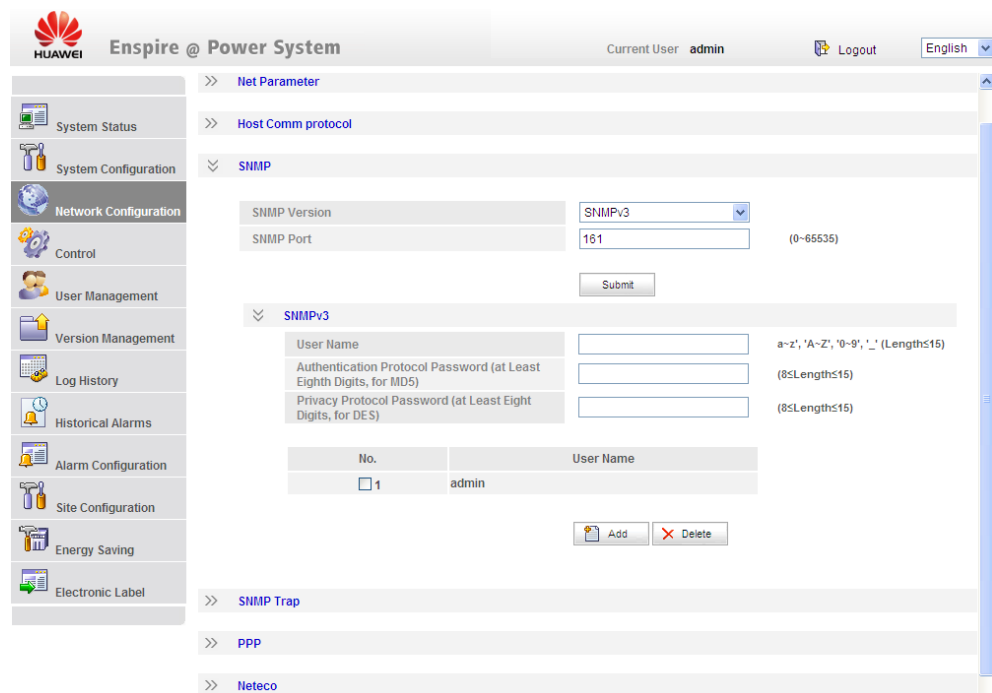 HUAWEI
Enspire @ Power System
Current User admin
Logout
English
System Status
System Configuration
Network Configuration
Control
User Management
Version Management
Log History
Historical Alarms
Alarm Configuration
Site Configuration
Energy Saving
Electronic Label
Net Parameter
Host Comm protocol
SNMP
SNMP Version SNMPv3
SNMP Port 161 (0~65535)
Submit
SNMPv3
User Name a~z', 'A~Z', '0~9', '_' (Length≤15)
Authentication Protocol Password (at Least
Eighth Digits, for MD5) (8≤Length≤15)
Privacy Protocol Password (at Least Eight
Digits, for DES) (8≤Length≤15)
No. User Name
1 admin
Add Delete
SNMP Trap
PPP
Neteco